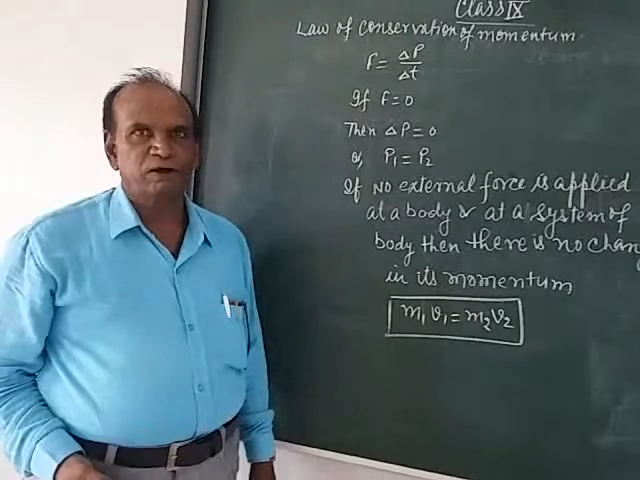 Class IX
Law of conservation of momentum
F = ΔP/Δt
If F = 0
Then ΔP = 0
or, P₁ = P₂
If no external force is applied
at a body & at a system of
body then there is no chan
in its momentum
m₁v₁ = m₂v₂